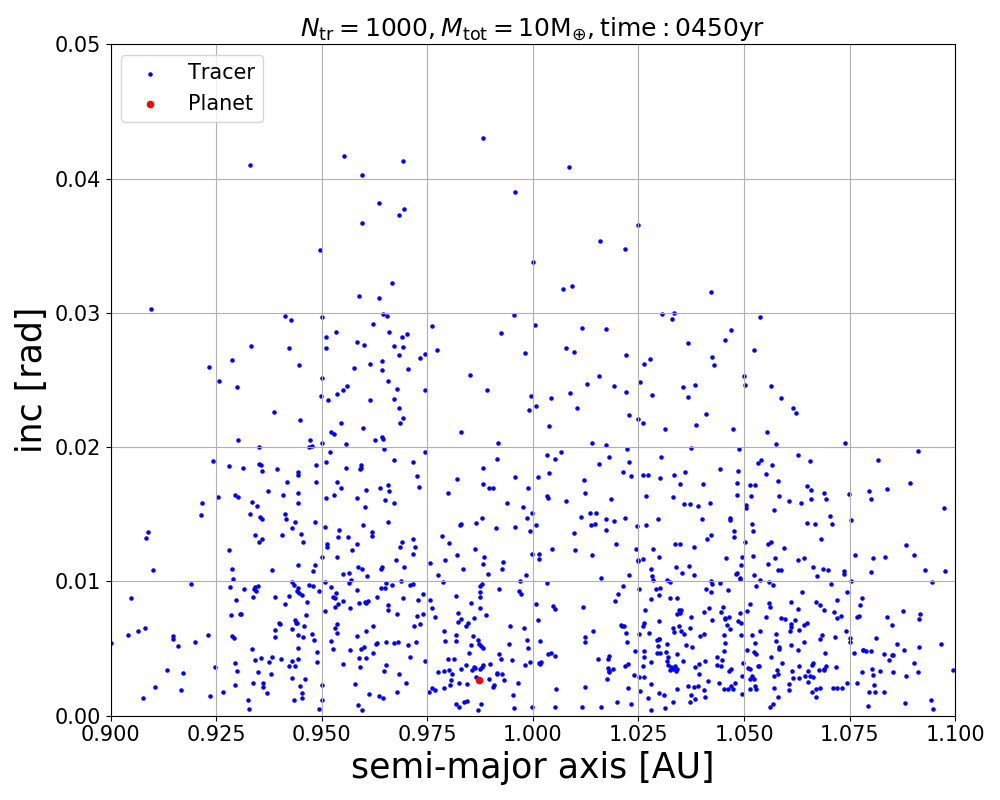 N_tr = 1000, M_tot = 10M_⊕, time : 0450yr
0.05
Tracer
Planet
0.04
0.03
0.02
0.01
0.00
inc [rad]
0.900 0.925 0.950 0.975 1.000 1.025 1.050 1.075 1.100
semi-major axis [AU]